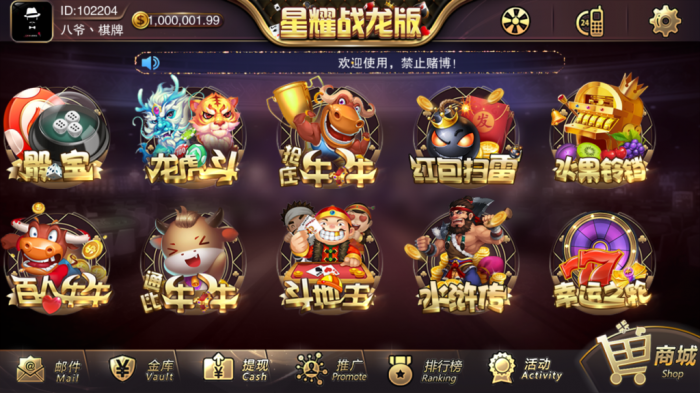 ID:102204
八爷、棋牌
1,000,001.99
星耀战龙版
24
欢迎使用，禁止赌博！
骰宝
龙虎斗
抢庄牛牛
发
红包扫雷
水果铃铛
百人牛牛
通比牛牛
斗地主
水浒传
777
幸运之轮
邮件
Mail
金库
Vault
提现
Cash
推广
Promote
排行榜
Ranking
活动
Activity
商城
Shop